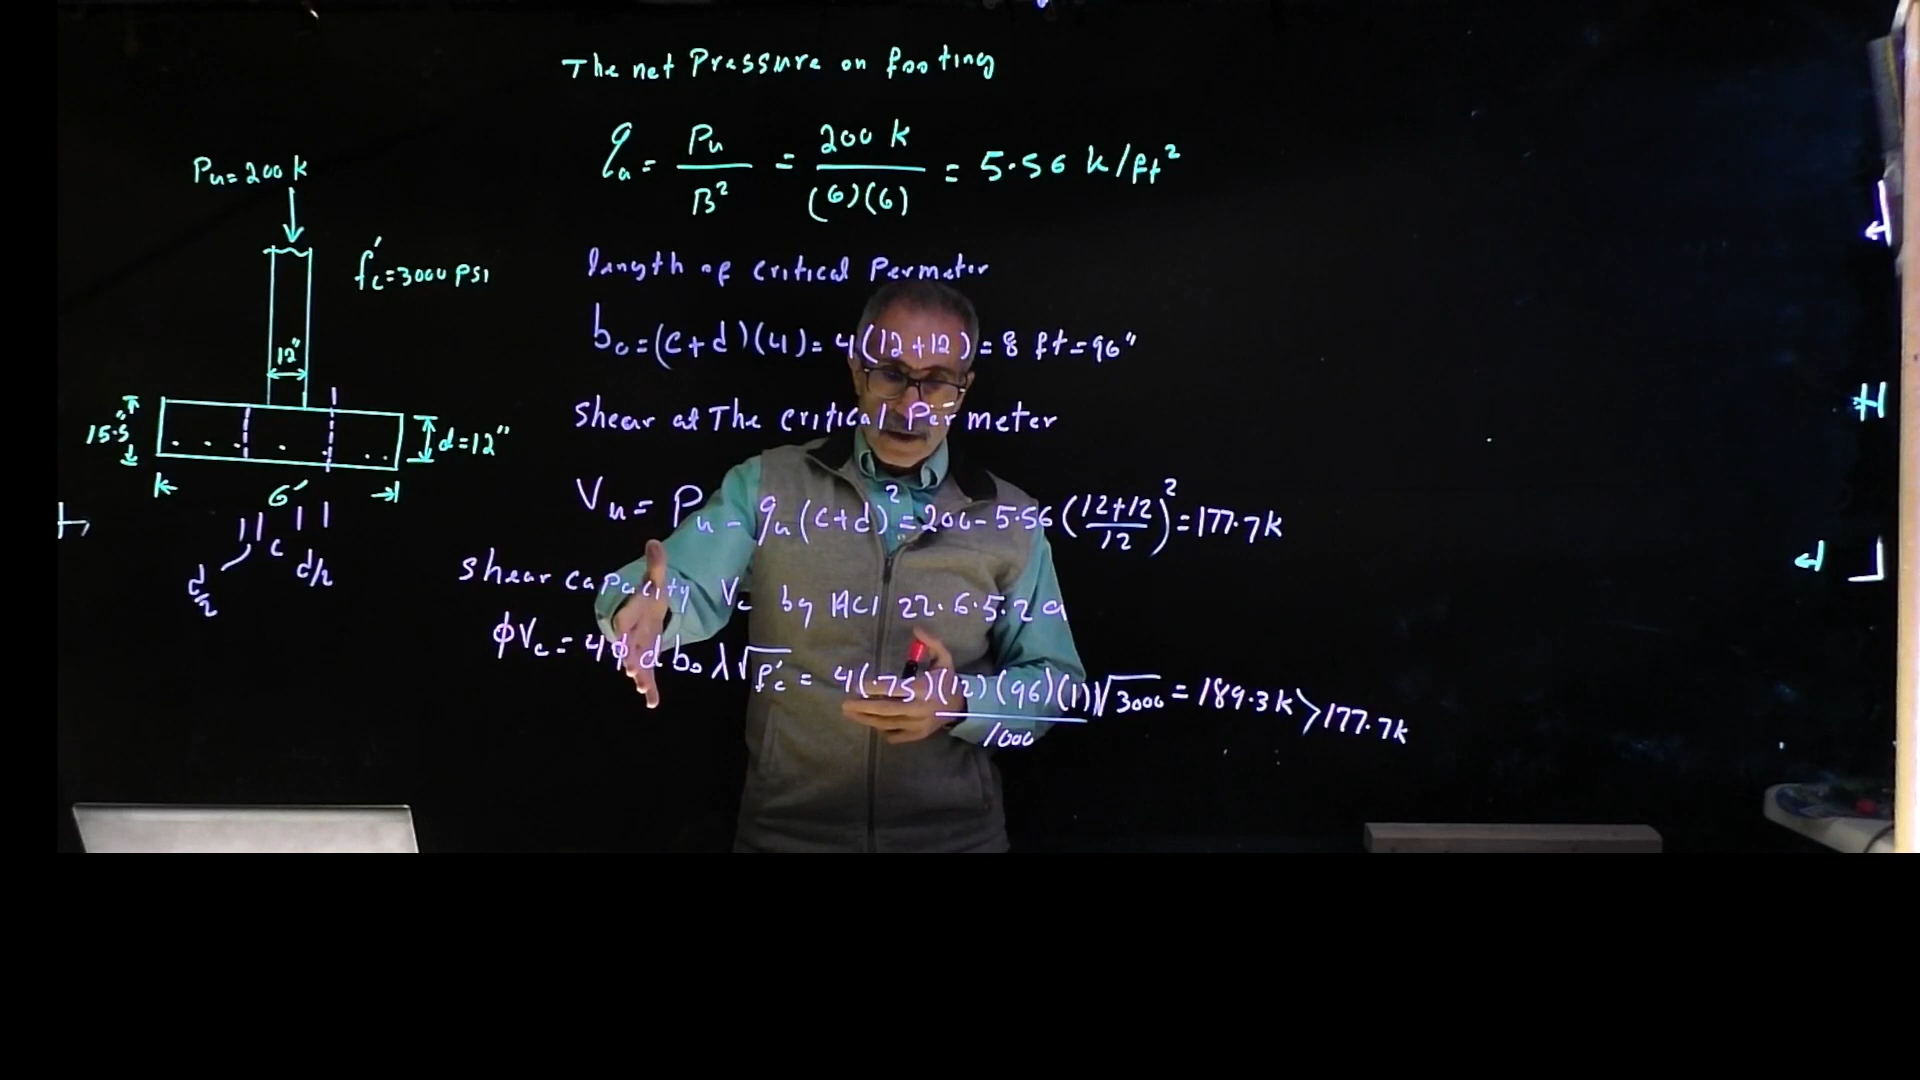 The net Pressure on footing
qu = Pu / B² = 200 k / (6)(6) = 5.56 k/ft²
Pu = 200 k
f'c = 3000 PSI
length of critical Permeter
bo = (c+d)(4) = 4(12+12) = 8 ft = 96"
12"
Shear at The critical Permeter
15.5"
d = 12"
6'
Vu = Pu - qu(c+d)² = 200 - 5.56 ((12+12)/12)² = 177.7k
d/2 c d/2
Shear capacity Vc by ACI 22.6.5.2 a
φVc = 4φ d bo λ√f'c = 4(.75)(12)(96)(1)√3000 / 1000 = 189.3k > 177.7k